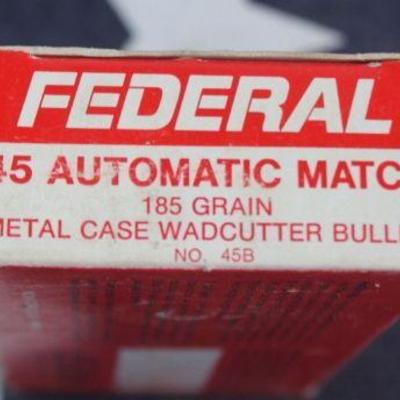 FEDERAL
45 AUTOMATIC MATC
185 GRAIN
METAL CASE WADCUTTER BULL
NO. 45B